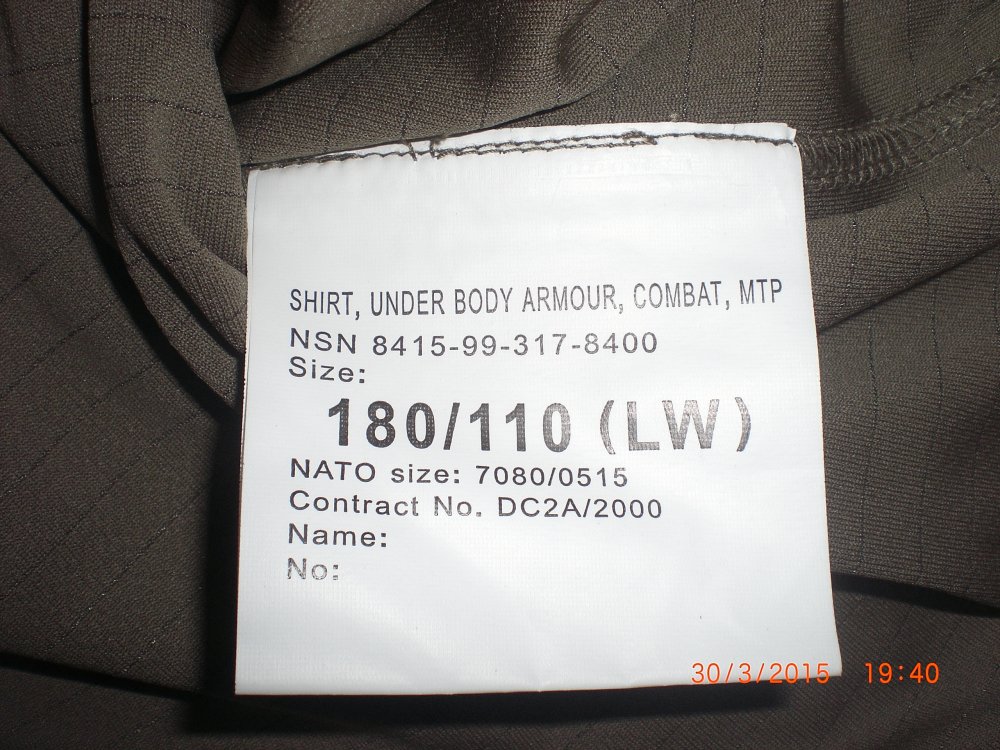 SHIRT, UNDER BODY ARMOUR, COMBAT, MTP
NSN 8415-99-317-8400
Size:
180/110 (LW)
NATO size: 7080/0515
Contract No. DC2A/2000
Name:
No:
30/3/2015 19:40